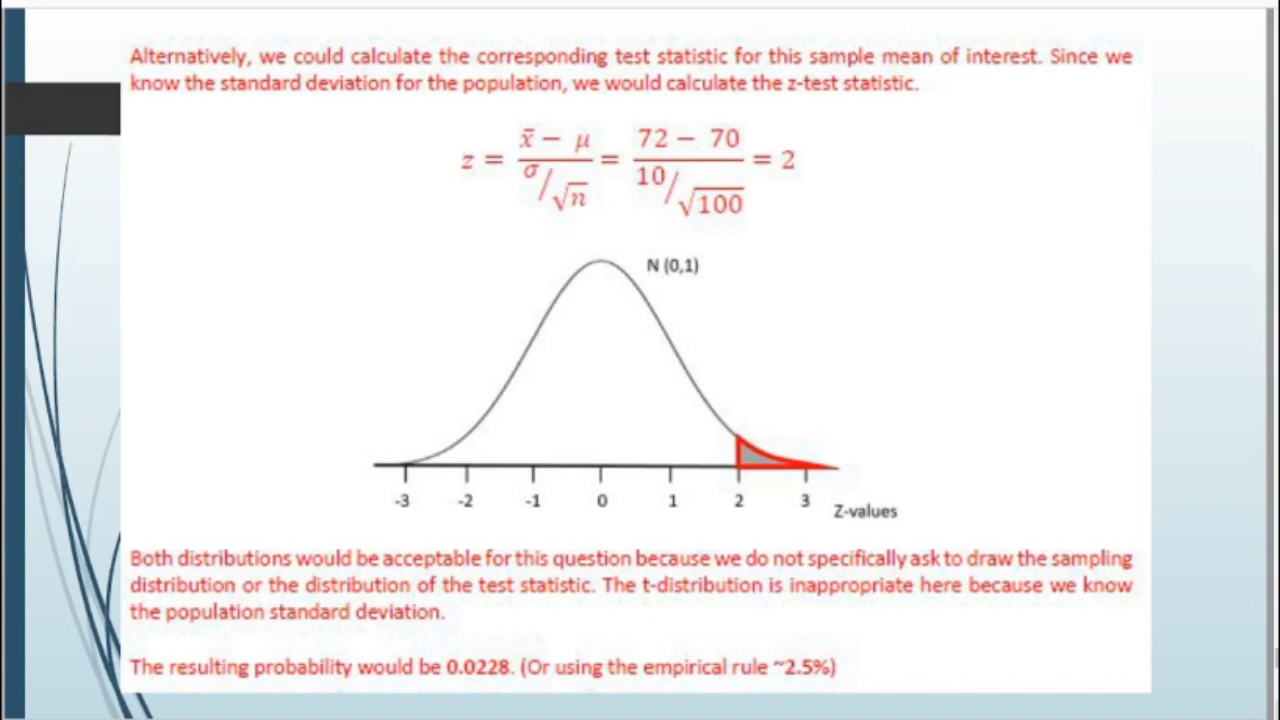 Alternatively, we could calculate the corresponding test statistic for this sample mean of interest. Since we
know the standard deviation for the population, we would calculate the z-test statistic.
z = x̄ − μ / σ/√n = 72 − 70 / 10/√100 = 2
N (0,1)
-3 -2 -1 0 1 2 3
Z-values
Both distributions would be acceptable for this question because we do not specifically ask to draw the sampling
distribution or the distribution of the test statistic. The t-distribution is inappropriate here because we know
the population standard deviation.
The resulting probability would be 0.0228. (Or using the empirical rule ~2.5%)